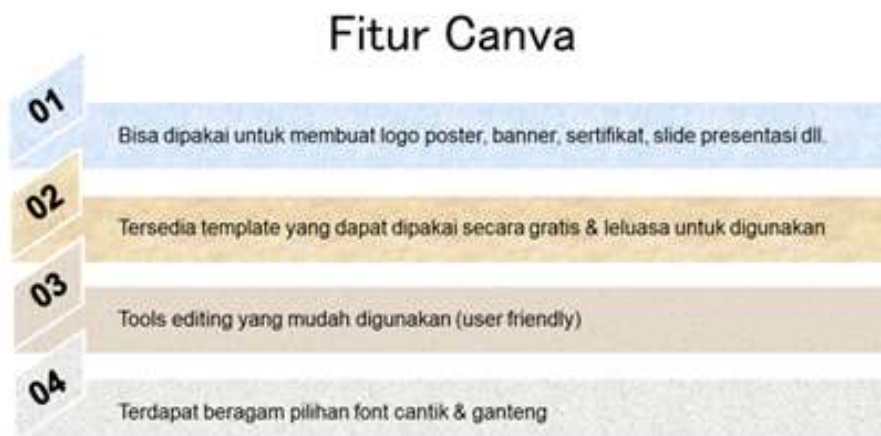 Fitur Canva
01
Bisa dipakai untuk membuat logo poster, banner, sertifikat, slide presentasi dll.
02
Tersedia template yang dapat dipakai secara gratis & leluasa untuk digunakan
03
Tools editing yang mudah digunakan (user friendly)
04
Terdapat beragam pilihan font cantik & ganteng